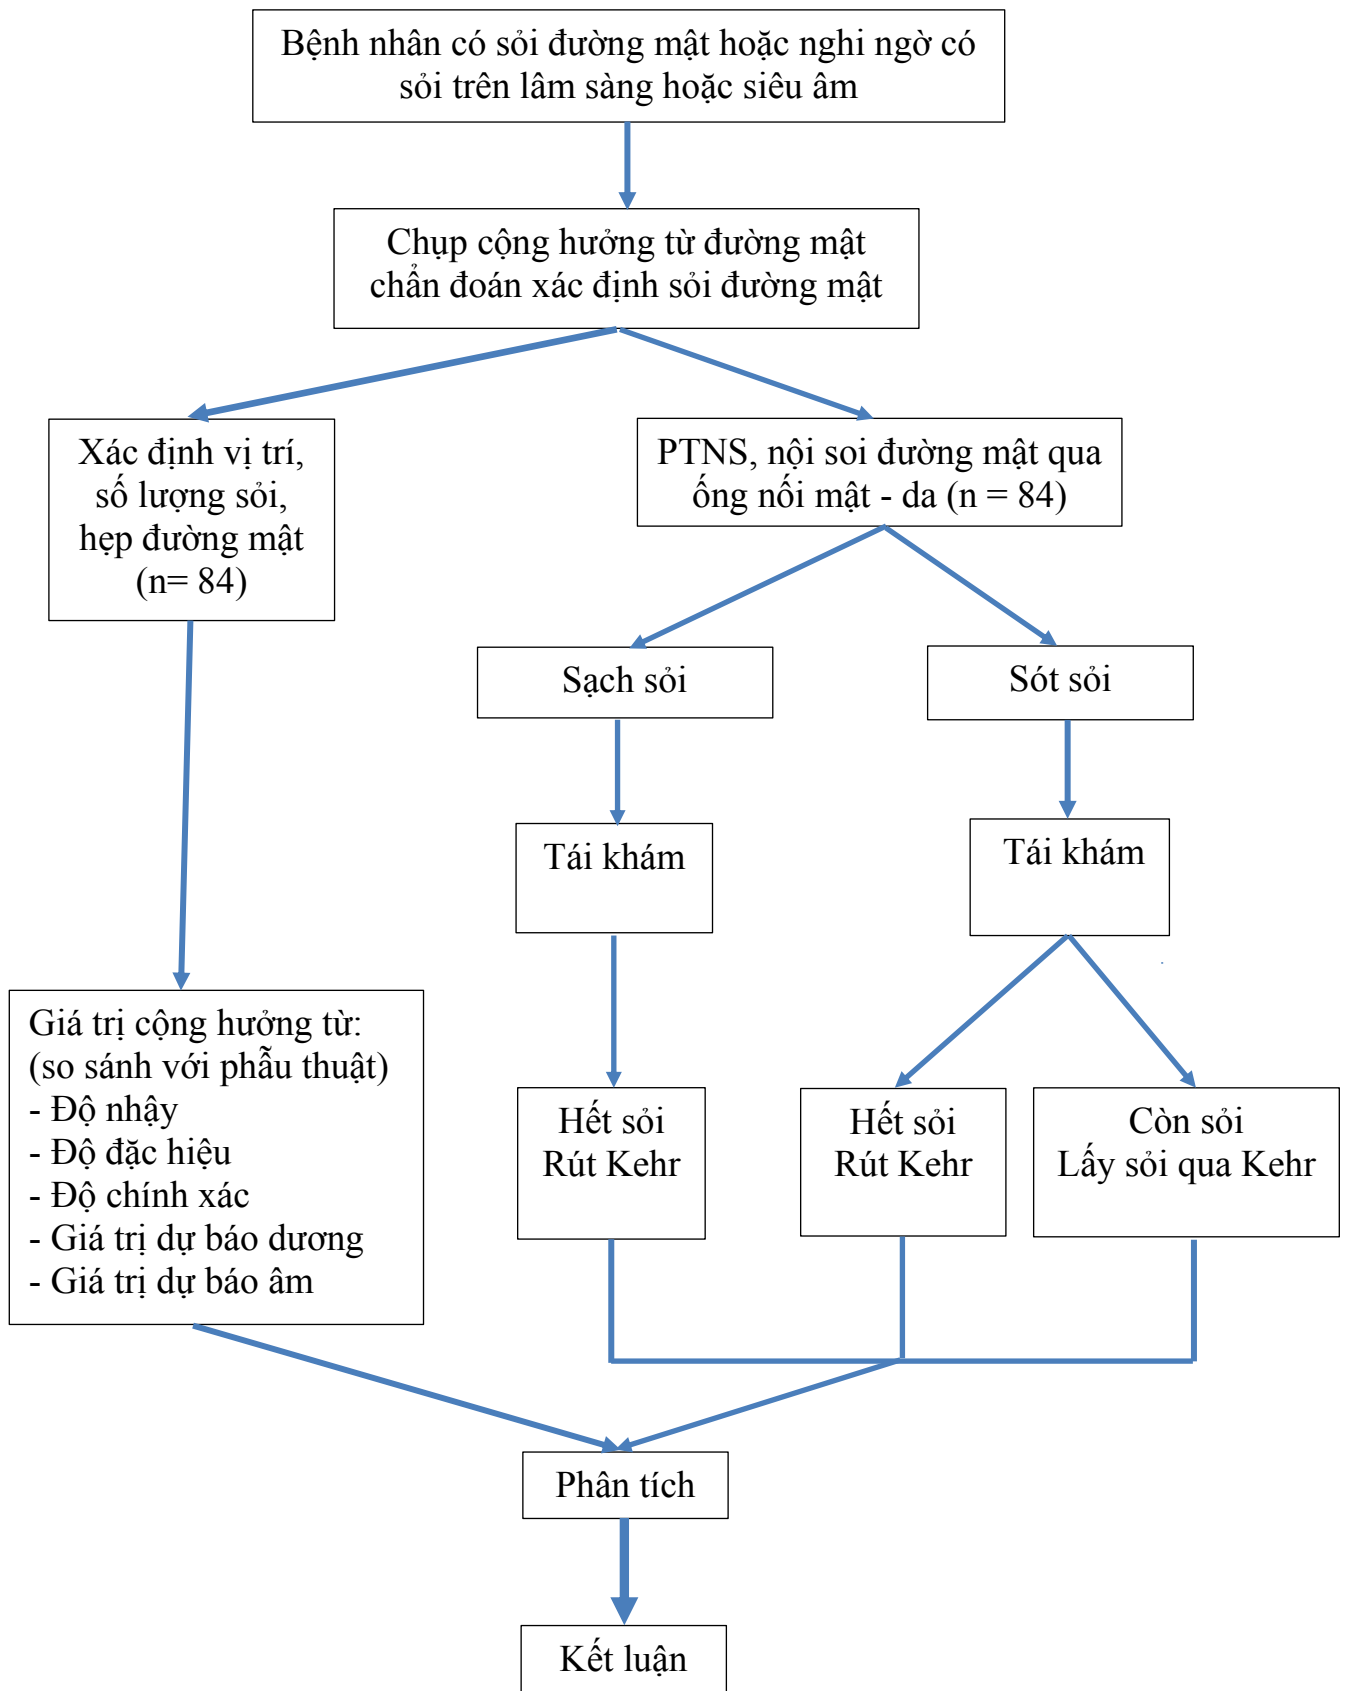 Bệnh nhân có sỏi đường mật hoặc nghi ngờ có
sỏi trên lâm sàng hoặc siêu âm
Chụp cộng hưởng từ đường mật
chẩn đoán xác định sỏi đường mật
Xác định vị trí,
số lượng sỏi,
hẹp đường mật
(n= 84)
PTNS, nội soi đường mật qua
ống nối mật - da (n = 84)
Sạch sỏi
Sót sỏi
Tái khám
Tái khám
Giá trị cộng hưởng từ:
(so sánh với phẫu thuật)
- Độ nhậy
- Độ đặc hiệu
- Độ chính xác
- Giá trị dự báo dương
- Giá trị dự báo âm
Hết sỏi
Rút Kehr
Hết sỏi
Rút Kehr
Còn sỏi
Lấy sỏi qua Kehr
Phân tích
Kết luận